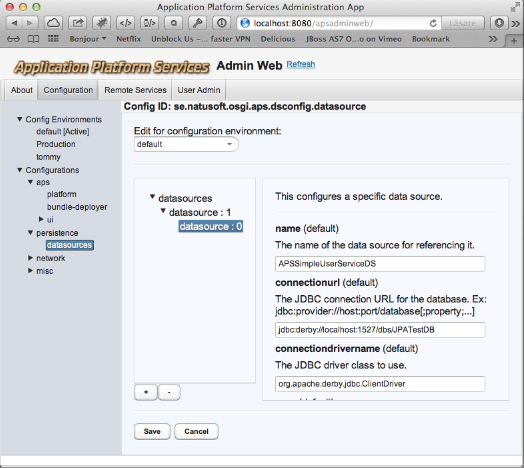 Application Platform Services Administration App
localhost:8080/apsadminweb/
Läsare
Bonjour
Netflix
Unblock Us – ... faster VPN
Delicious
JBoss AS7 O...o on Vimeo
Bookmark
Application Platform Services Admin Web Refresh
About
Configuration
Remote Services
User Admin
Config ID: se.natusoft.osgi.aps.dsconfig.datasource
Config Environments
default [Active]
Production
tommy
Configurations
aps
platform
bundle-deployer
ui
persistence
datasources
network
misc
Edit for configuration environment:
default
datasources
datasource : 1
datasource : 0
+
-
This configures a specific data source.
name (default)
The name of the data source for referencing it.
APSSimpleUserServiceDS
connectionurl (default)
The JDBC connection URL for the database. Ex:
jdbc:provider://host:port/database[;property;...]
jdbc:derby://localhost:1527/dbs/JPATestDB
connectiondrivername (default)
The JDBC driver class to use.
org.apache.derby.jdbc.ClientDriver
Save
Cancel